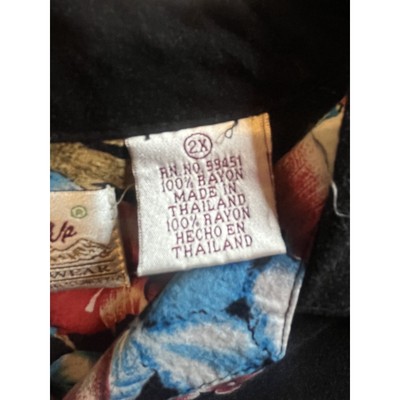 2X
RN NO. 59451
100% RAYON
MADE IN
THAILAND
100% RAYON
HECHO EN
THAILAND
Up
®
WEAR